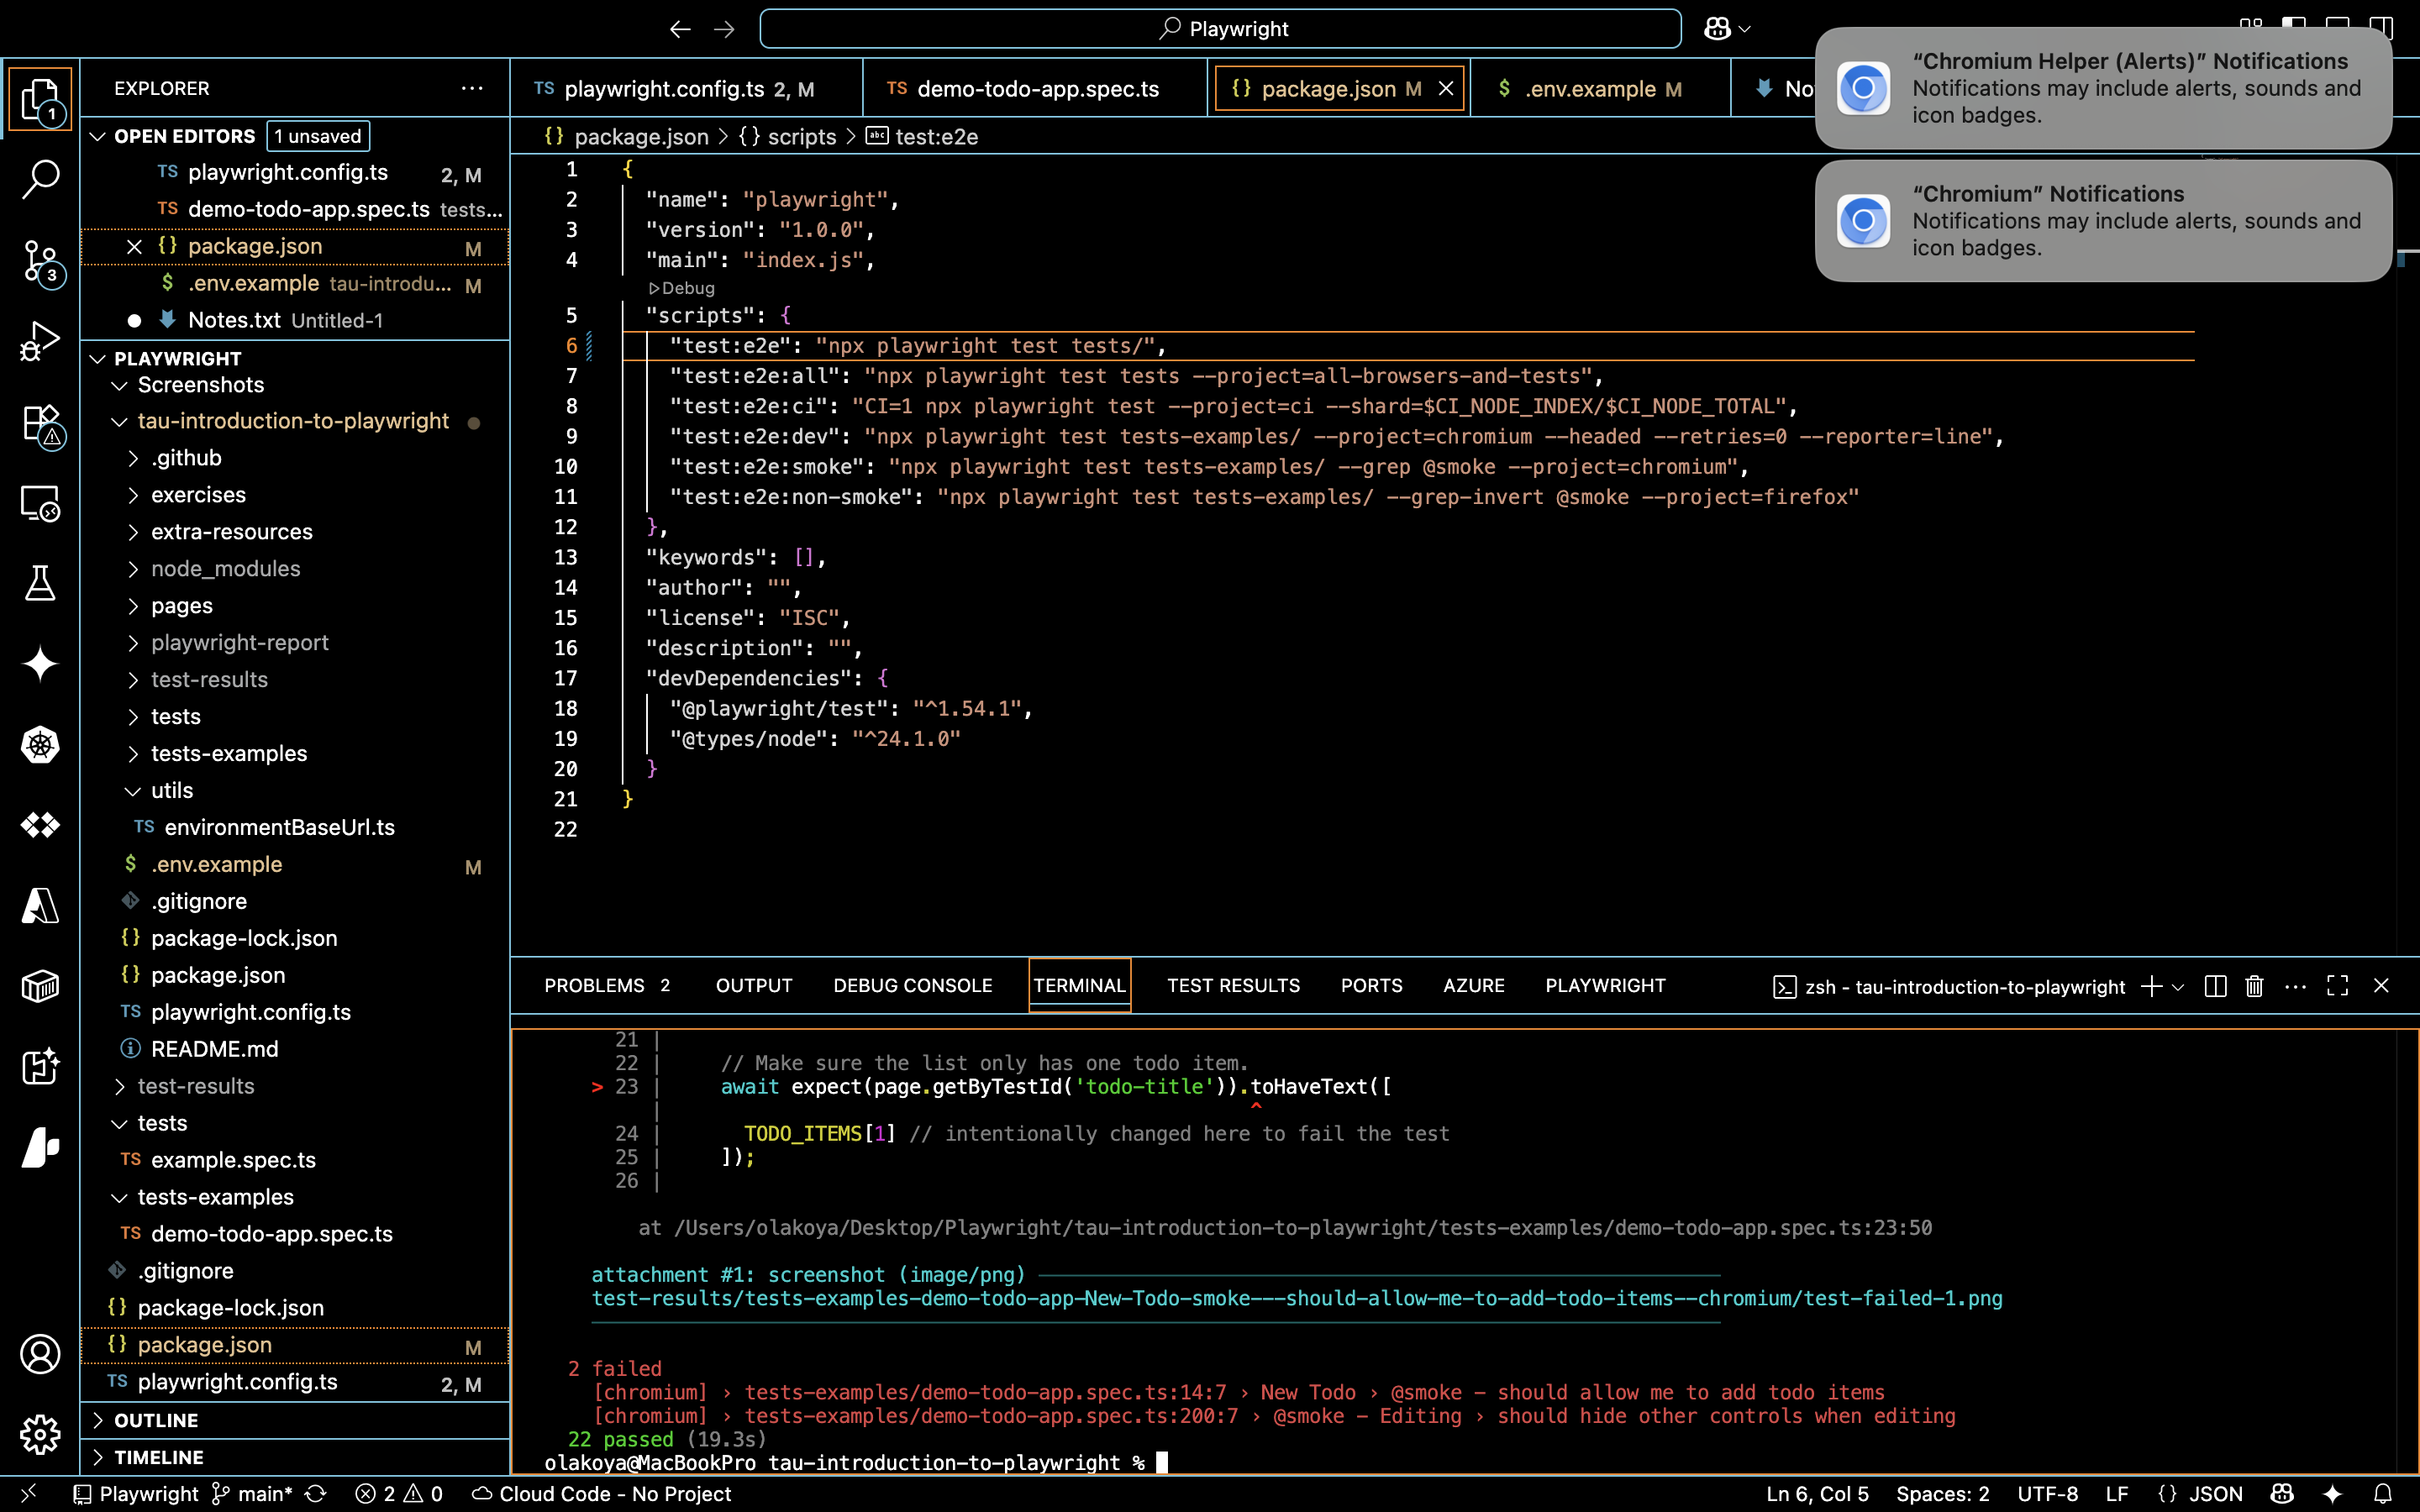 Playwright
“Chromium Helper (Alerts)” Notifications
Notifications may include alerts, sounds and
icon badges.
“Chromium” Notifications
Notifications may include alerts, sounds and
icon badges.
1
3
EXPLORER
OPEN EDITORS 1 unsaved
TS playwright.config.ts 2, M
TS demo-todo-app.spec.ts tests...
{} package.json M
$ .env.example tau-introdu... M
Notes.txt Untitled-1
PLAYWRIGHT
Screenshots
tau-introduction-to-playwright
.github
exercises
extra-resources
node_modules
pages
playwright-report
test-results
tests
tests-examples
utils
TS environmentBaseUrl.ts
$ .env.example M
.gitignore
{} package-lock.json
{} package.json
TS playwright.config.ts
README.md
test-results
tests
TS example.spec.ts
tests-examples
TS demo-todo-app.spec.ts
.gitignore
{} package-lock.json
{} package.json M
TS playwright.config.ts 2, M
OUTLINE
TIMELINE
TS playwright.config.ts 2, M
TS demo-todo-app.spec.ts
{} package.json M
$ .env.example M
{} package.json > {} scripts > abc test:e2e
1 {
2 "name": "playwright",
3 "version": "1.0.0",
4 "main": "index.js",
Debug
5 "scripts": {
6 "test:e2e": "npx playwright test tests/",
7 "test:e2e:all": "npx playwright test tests --project=all-browsers-and-tests",
8 "test:e2e:ci": "CI=1 npx playwright test --project=ci --shard=$CI_NODE_INDEX/$CI_NODE_TOTAL",
9 "test:e2e:dev": "npx playwright test tests-examples/ --project=chromium --headed --retries=0 --reporter=line",
10 "test:e2e:smoke": "npx playwright test tests-examples/ --grep @smoke --project=chromium",
11 "test:e2e:non-smoke": "npx playwright test tests-examples/ --grep-invert @smoke --project=firefox"
12 },
13 "keywords": [],
14 "author": "",
15 "license": "ISC",
16 "description": "",
17 "devDependencies": {
18 "@playwright/test": "^1.54.1",
19 "@types/node": "^24.1.0"
20 }
21 }
22
PROBLEMS 2 OUTPUT DEBUG CONSOLE TERMINAL TEST RESULTS PORTS AZURE PLAYWRIGHT
zsh - tau-introduction-to-playwright
21 |
22 | // Make sure the list only has one todo item.
> 23 | await expect(page.getByTestId('todo-title')).toHaveText([
| ^
24 | TODO_ITEMS[1] // intentionally changed here to fail the test
25 | ]);
26 |
at /Users/olakoya/Desktop/Playwright/tau-introduction-to-playwright/tests-examples/demo-todo-app.spec.ts:23:50
attachment #1: screenshot (image/png)
test-results/tests-examples-demo-todo-app-New-Todo-smoke---should-allow-me-to-add-todo-items--chromium/test-failed-1.png
2 failed
[chromium] › tests-examples/demo-todo-app.spec.ts:14:7 › New Todo › @smoke - should allow me to add todo items
[chromium] › tests-examples/demo-todo-app.spec.ts:200:7 › @smoke - Editing › should hide other controls when editing
22 passed (19.3s)
olakoya@MacBookPro tau-introduction-to-playwright %
Playwright main* 2 0 Cloud Code - No Project
Ln 6, Col 5 Spaces: 2 UTF-8 LF {} JSON